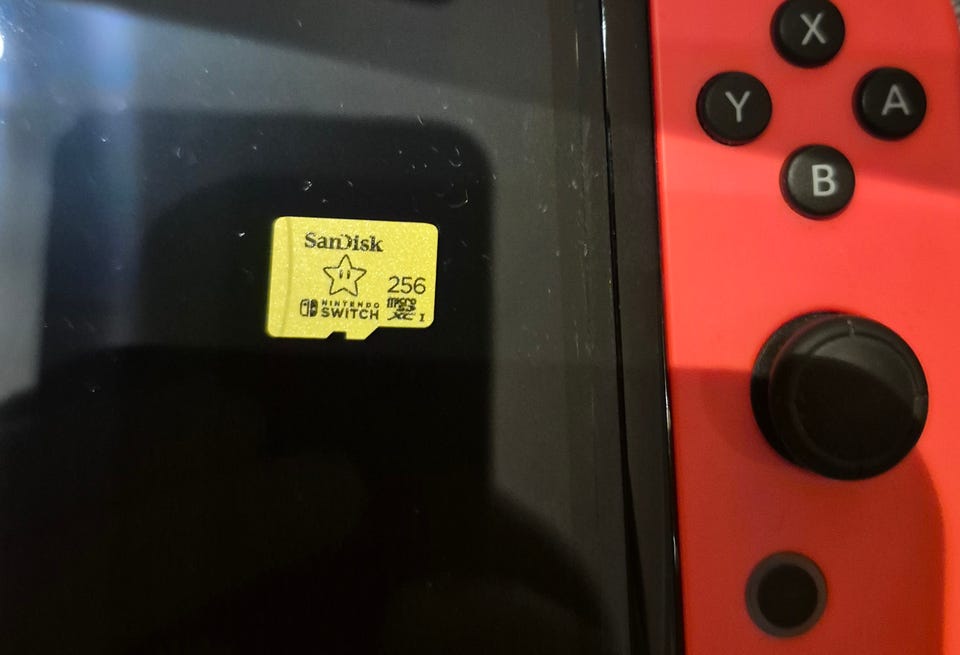 SanDisk
256
NINTENDO
SWITCH
micro
SD
XC I
X
Y
A
B